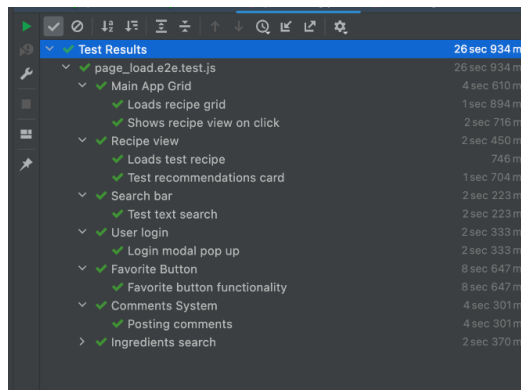 Test Results 26 sec 934 m
page_load.e2e.test.js 26 sec 934 m
Main App Grid 4 sec 610 m
Loads recipe grid 1 sec 894 m
Shows recipe view on click 2 sec 716 m
Recipe view 2 sec 450 m
Loads test recipe 746 m
Test recommendations card 1 sec 704 m
Search bar 2 sec 223 m
Test text search 2 sec 223 m
User login 2 sec 333 m
Login modal pop up 2 sec 333 m
Favorite Button 8 sec 647 m
Favorite button functionality 8 sec 647 m
Comments System 4 sec 301 m
Posting comments 4 sec 301 m
Ingredients search 2 sec 370 m